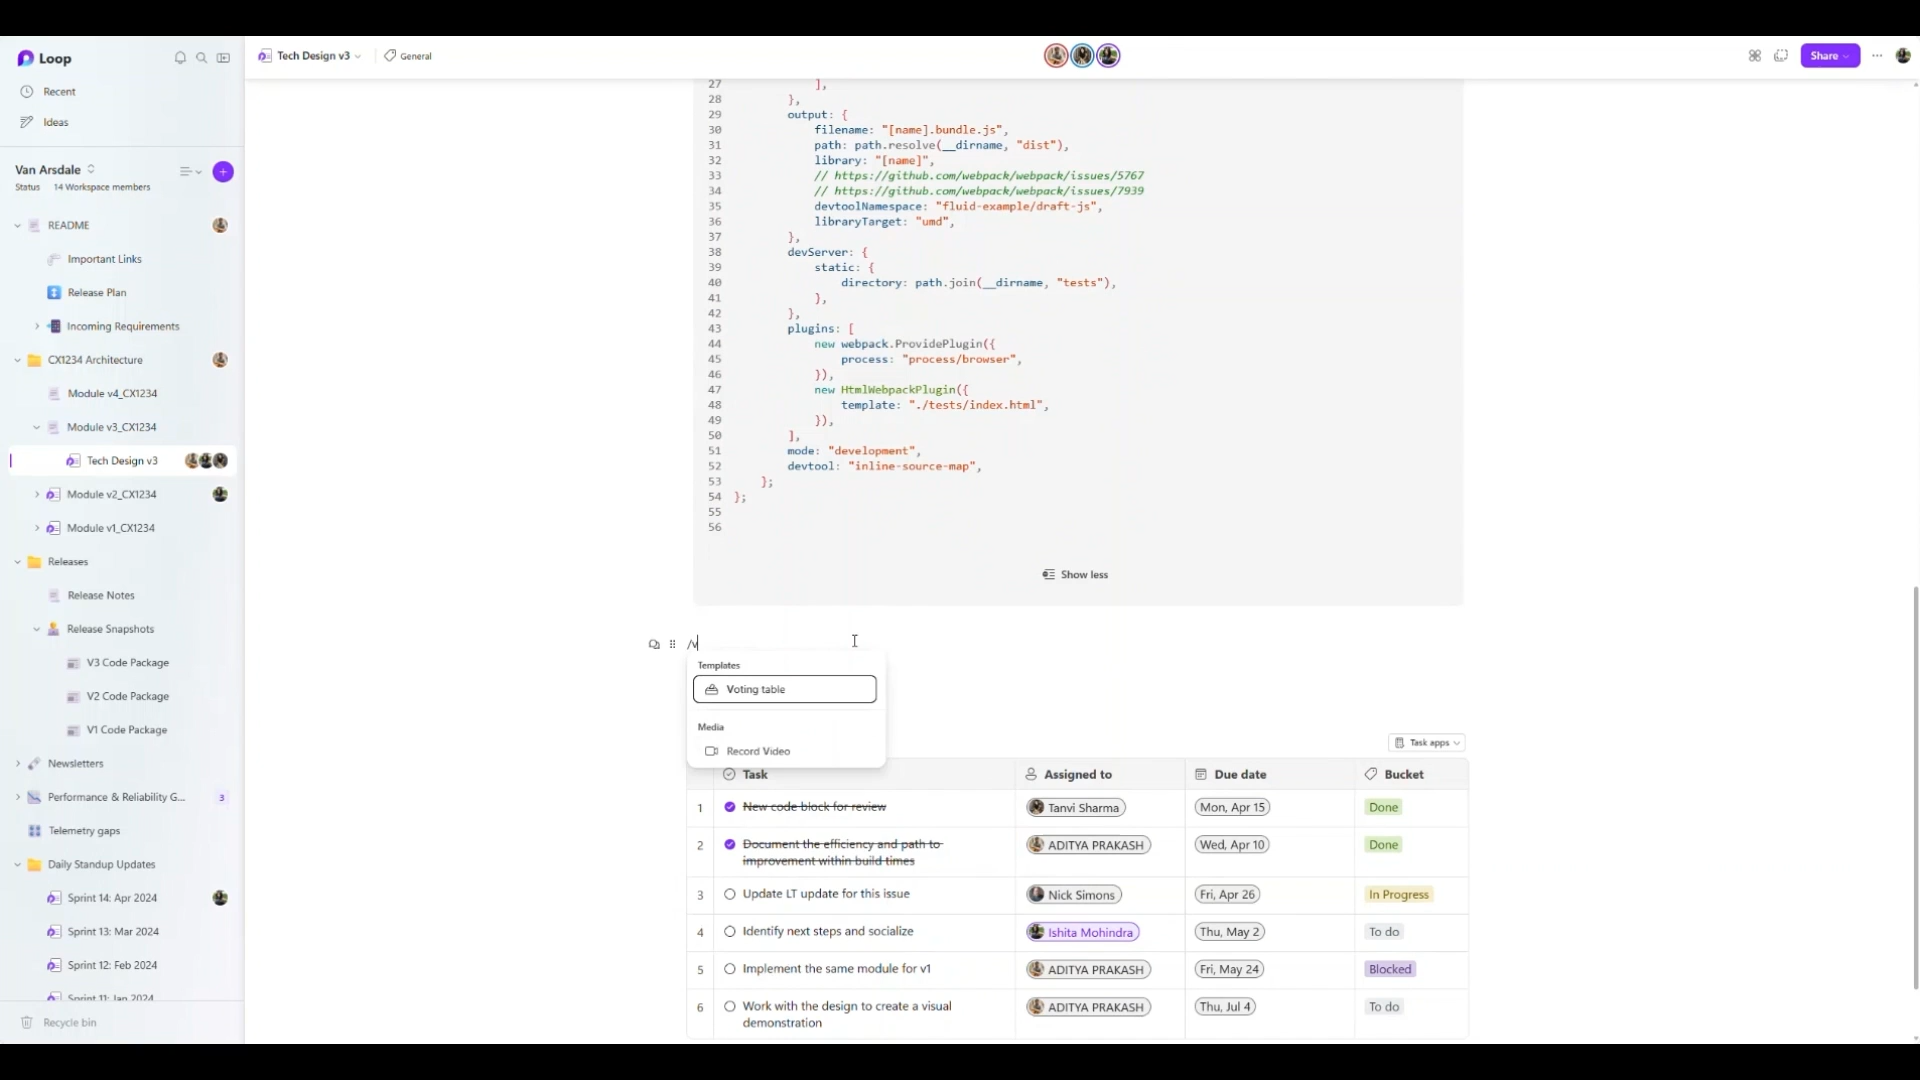 Loop
Recent
Ideas
Van Arsdale
Status 14 Workspace members
README
Important Links
Release Plan
Incoming Requirements
CX1234 Architecture
Module v4_CX1234
Module v3_CX1234
Tech Design v3
Module v2_CX1234
Module v1_CX1234
Releases
Release Notes
Release Snapshots
V3 Code Package
V2 Code Package
V1 Code Package
Newsletters
Performance & Reliability G... 3
Telemetry gaps
Daily Standup Updates
Sprint 14: Apr 2024
Sprint 13: Mar 2024
Sprint 12: Feb 2024
Sprint 11: Jan 2024
Recycle bin
Tech Design v3 General
Share
27 ],
28 },
29 output: {
30 filename: "[name].bundle.js",
31 path: path.resolve(__dirname, "dist"),
32 library: "[name]",
33 // https://github.com/webpack/webpack/issues/5767
34 // https://github.com/webpack/webpack/issues/7939
35 devtoolNamespace: "fluid-example/draft-js",
36 libraryTarget: "umd",
37 },
38 devServer: {
39 static: {
40 directory: path.join(__dirname, "tests"),
41 },
42 },
43 plugins: [
44 new webpack.ProvidePlugin({
45 process: "process/browser",
46 }),
47 new HtmlWebpackPlugin({
48 template: "./tests/index.html",
49 }),
50 ],
51 mode: "development",
52 devtool: "inline-source-map",
53 };
54 };
55
56
Show less
/v
Templates
Voting table
Media
Record Video
Task apps
Task Assigned to Due date Bucket
1 New code block for review Tanvi Sharma Mon, Apr 15 Done
2 Document the efficiency and path to ADITYA PRAKASH Wed, Apr 10 Done
improvement within build times
3 Update LT update for this issue Nick Simons Fri, Apr 26 In Progress
4 Identify next steps and socialize Ishita Mohindra Thu, May 2 To do
5 Implement the same module for v1 ADITYA PRAKASH Fri, May 24 Blocked
6 Work with the design to create a visual ADITYA PRAKASH Thu, Jul 4 To do
demonstration